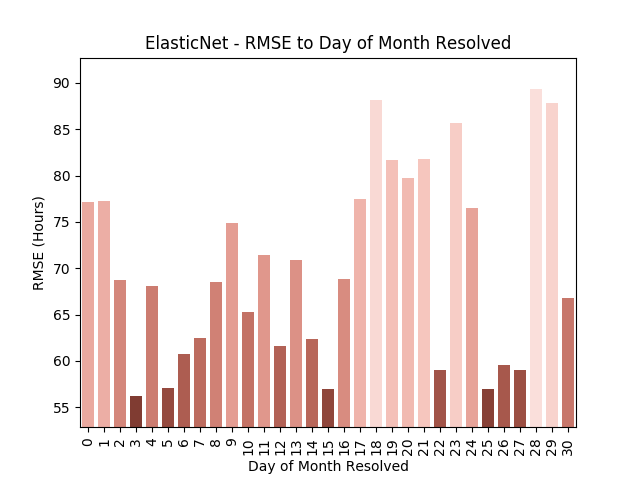 ElasticNet - RMSE to Day of Month Resolved
90
85
80
75
70
65
60
55
RMSE (Hours)
0 1 2 3 4 5 6 7 8 9 10 11 12 13 14 15 16 17 18 19 20 21 22 23 24 25 26 27 28 29 30
Day of Month Resolved